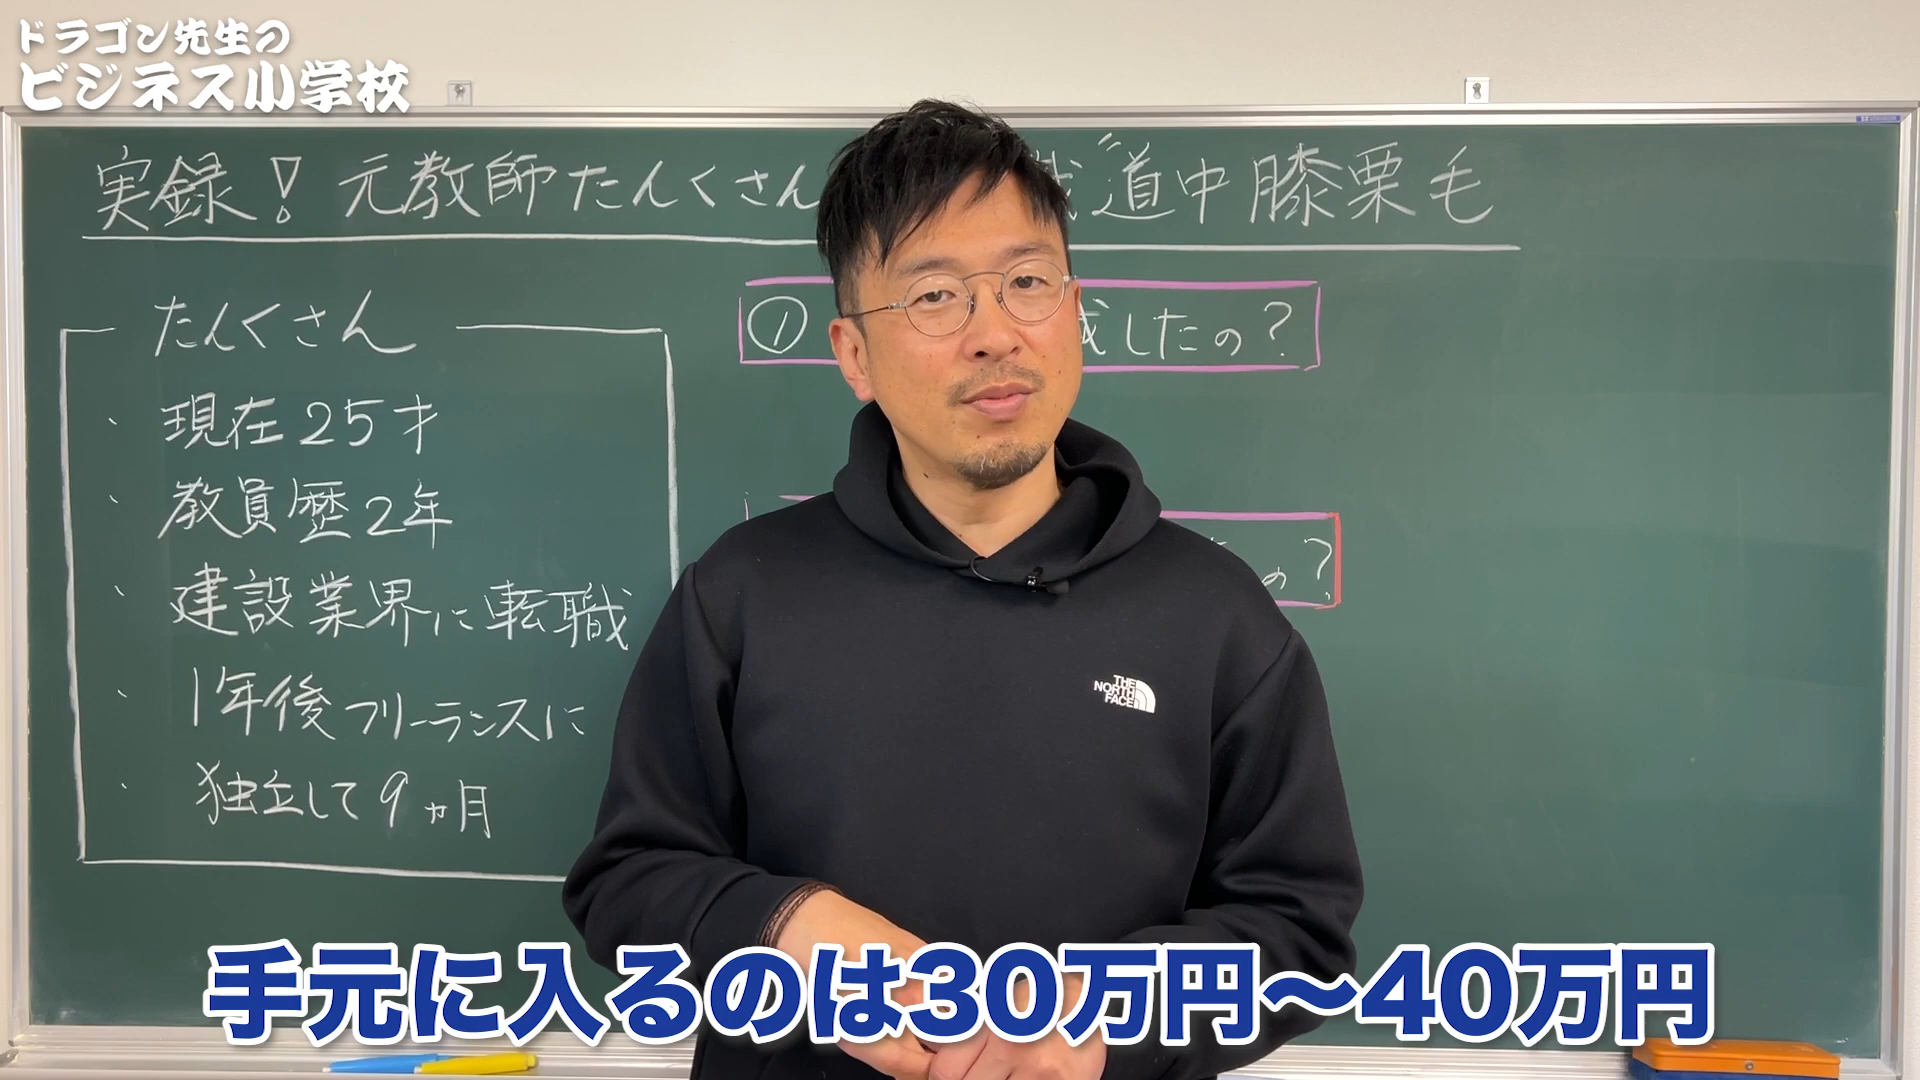 ドラゴン先生の
ビジネス小学校
実録！元教師たんくさん 道中膝栗毛
たんくさん
・現在25才
・教員歴2年
・建設業界に転職
・1年後フリーランスに
・独立して9ヵ月
① したの？
の？
THE
NORTH
FACE
手元に入るのは30万円～40万円